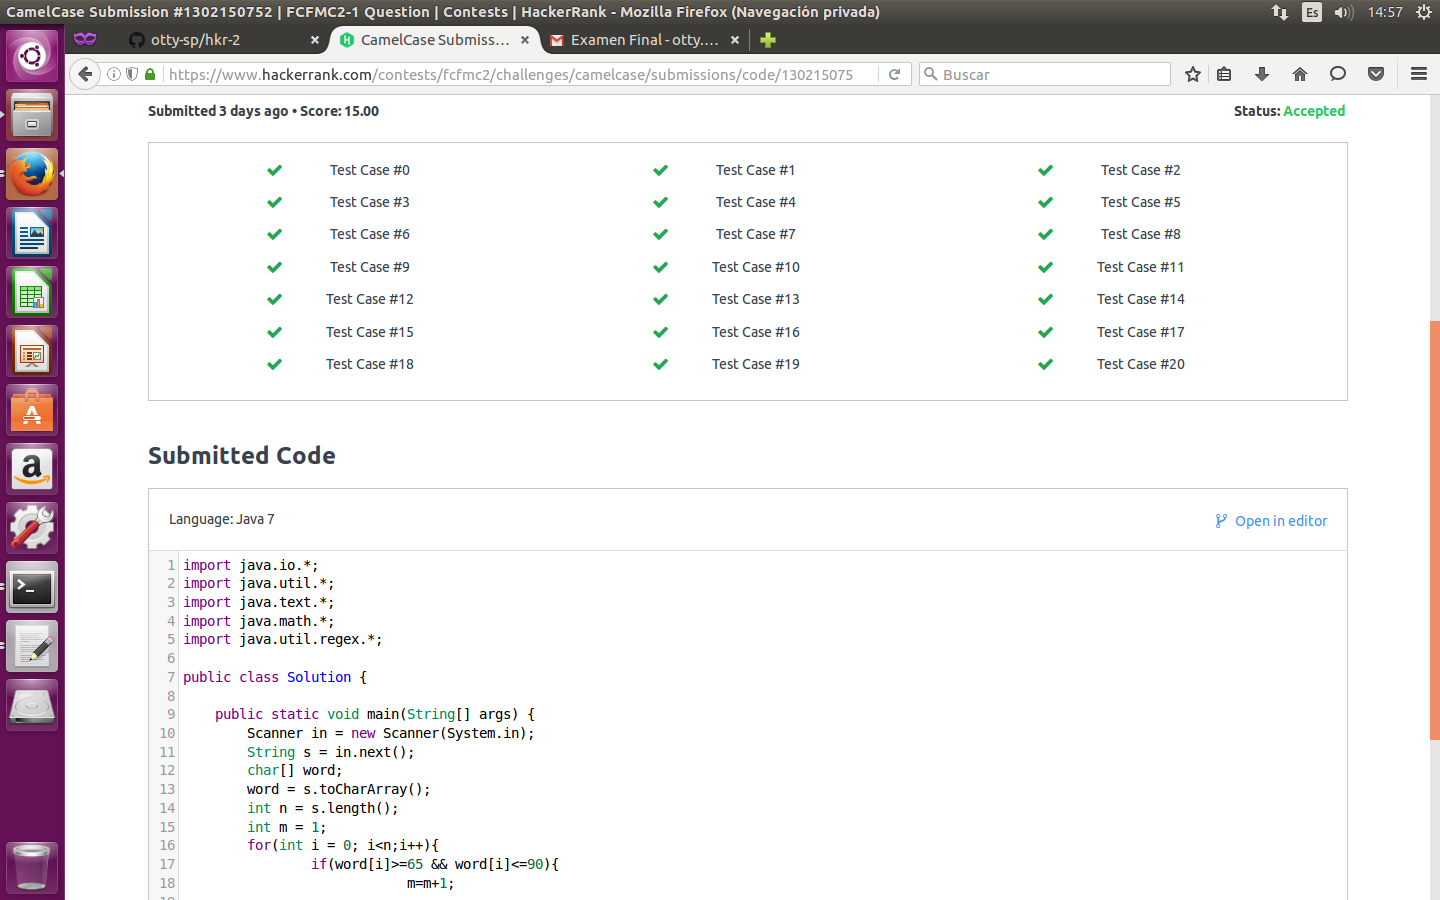 CamelCase Submission #1302150752 | FCFMC2-1 Question | Contests | HackerRank - Mozilla Firefox (Navegación privada)
Es
14:57
otty-sp/hkr-2
CamelCase Submiss...
Examen Final - otty....
https://www.hackerrank.com/contests/fcfmc2/challenges/camelcase/submissions/code/130215075
Buscar
Submitted 3 days ago • Score: 15.00
Status: Accepted
Test Case #0
Test Case #1
Test Case #2
Test Case #3
Test Case #4
Test Case #5
Test Case #6
Test Case #7
Test Case #8
Test Case #9
Test Case #10
Test Case #11
Test Case #12
Test Case #13
Test Case #14
Test Case #15
Test Case #16
Test Case #17
Test Case #18
Test Case #19
Test Case #20
Submitted Code
Language: Java 7
Open in editor
1 import java.io.*;
2 import java.util.*;
3 import java.text.*;
4 import java.math.*;
5 import java.util.regex.*;
6
7 public class Solution {
8
9     public static void main(String[] args) {
10         Scanner in = new Scanner(System.in);
11         String s = in.next();
12         char[] word;
13         word = s.toCharArray();
14         int n = s.length();
15         int m = 1;
16         for(int i = 0; i<n;i++){
17                 if(word[i]>=65 && word[i]<=90){
18                             m=m+1;